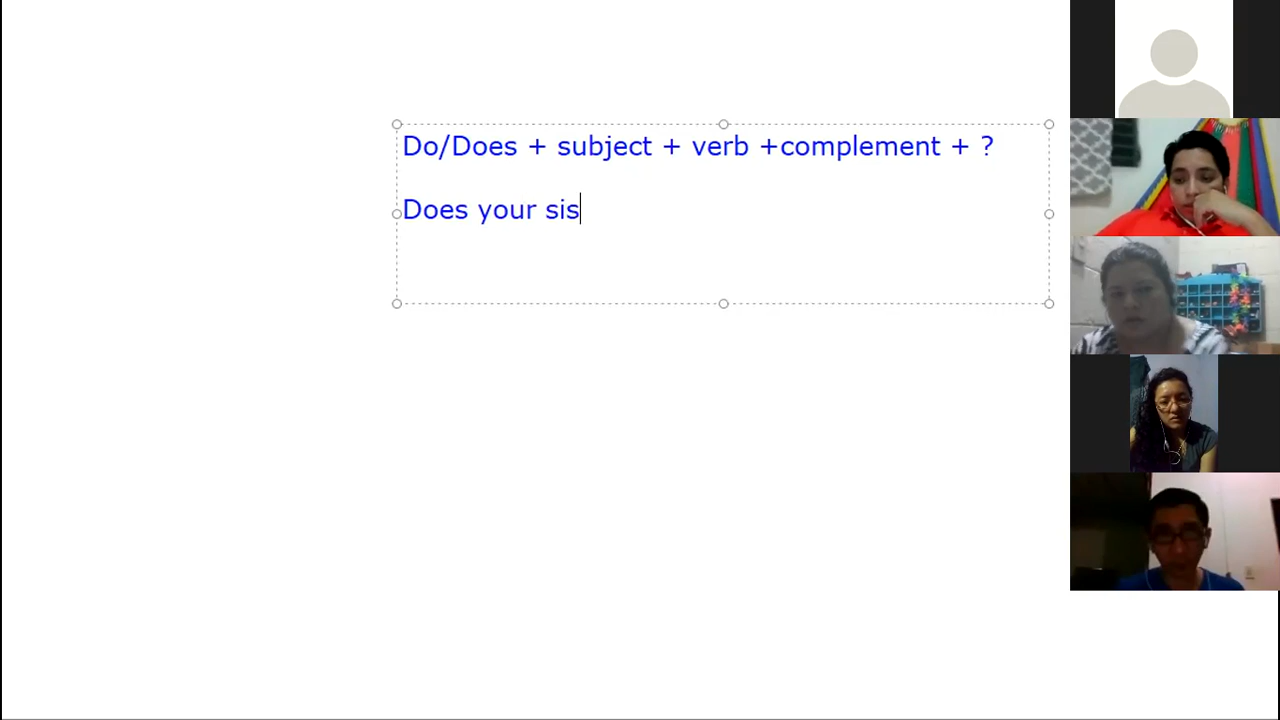 Do/Does + subject + verb +complement + ?
Does your sis